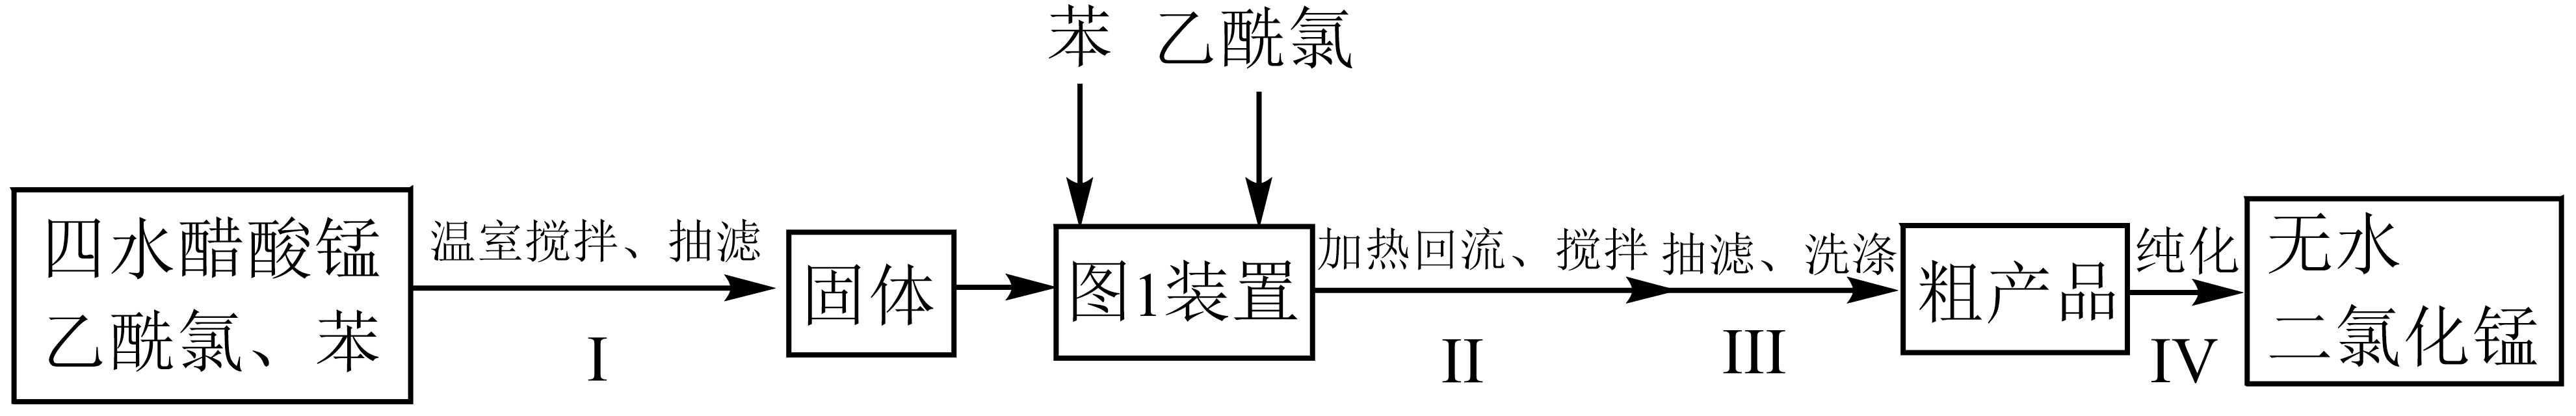 苯 乙酰氯
四水醋酸锰
乙酰氯、苯
温室搅拌、抽滤
I
固体
图1装置
加热回流、搅拌
II
抽滤、洗涤
III
粗产品
纯化
IV
无水
二氯化锰